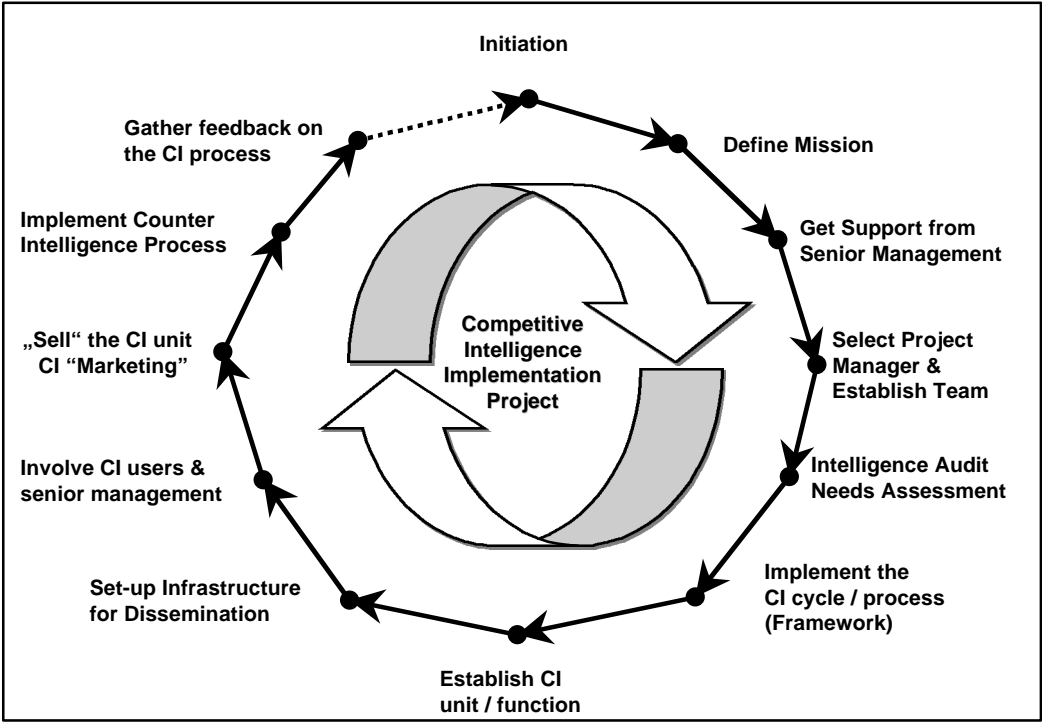 Initiation
Define Mission
Get Support from
Senior Management
Select Project
Manager &
Establish Team
Intelligence Audit
Needs Assessment
Implement the
CI cycle / process
(Framework)
Establish CI
unit / function
Set-up Infrastructure
for Dissemination
Involve CI users &
senior management
„Sell“ the CI unit
CI “Marketing”
Implement Counter
Intelligence Process
Gather feedback on
the CI process
Competitive
Intelligence
Implementation
Project